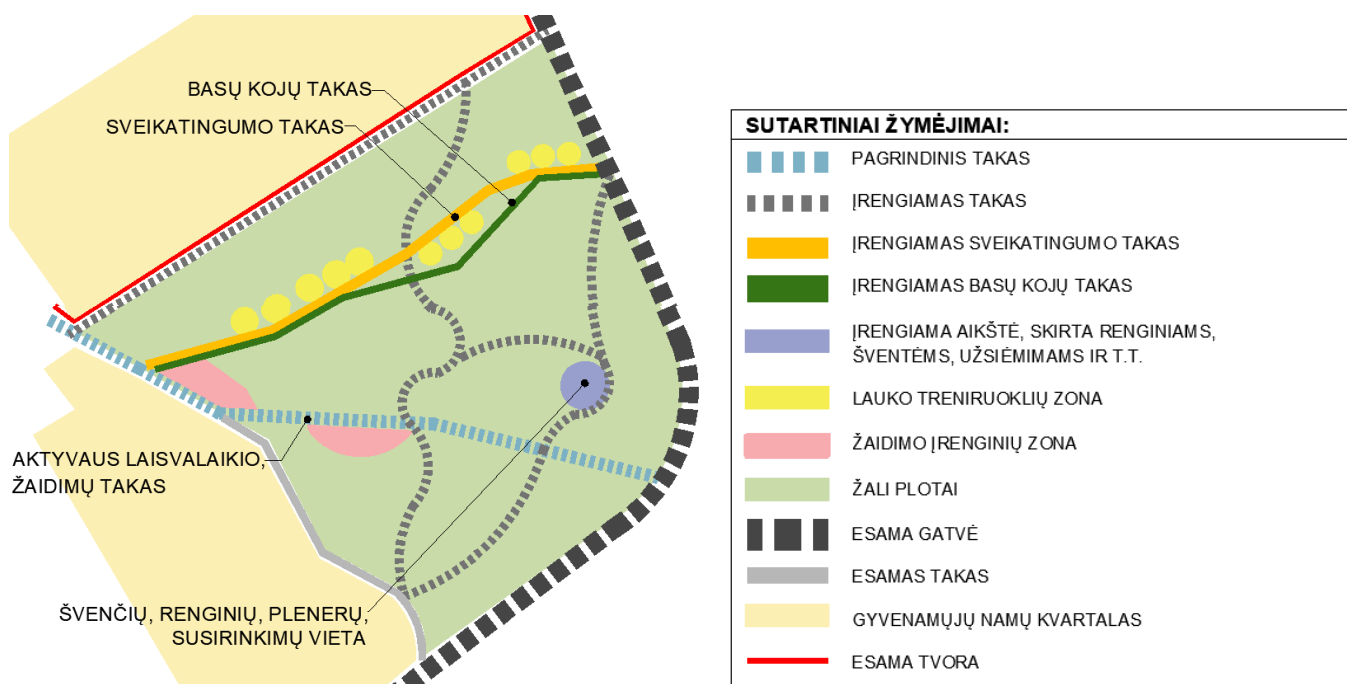 BASŲ KOJŲ TAKAS
SVEIKATINGUMO TAKAS
AKTYVAUS LAISVALAIKIO,
ŽAIDIMŲ TAKAS
ŠVENČIŲ, RENGINIŲ, PLENERŲ,
SUSIRINKIMŲ VIETA
SUTARTINIAI ŽYMĖJIMAI:
PAGRINDINIS TAKAS
ĮRENGIAMAS TAKAS
ĮRENGIAMAS SVEIKATINGUMO TAKAS
ĮRENGIAMAS BASŲ KOJŲ TAKAS
ĮRENGIAMA AIKŠTĖ, SKIRTA RENGINIAMS,
ŠVENTĖMS, UŽSIĖMIMAMS IR T.T.
LAUKO TRENIRUOKLIŲ ZONA
ŽAIDIMO ĮRENGINIŲ ZONA
ŽALI PLOTAI
ESAMA GATVĖ
ESAMAS TAKAS
GYVENAMŲJŲ NAMŲ KVARTALAS
ESAMA TVORA